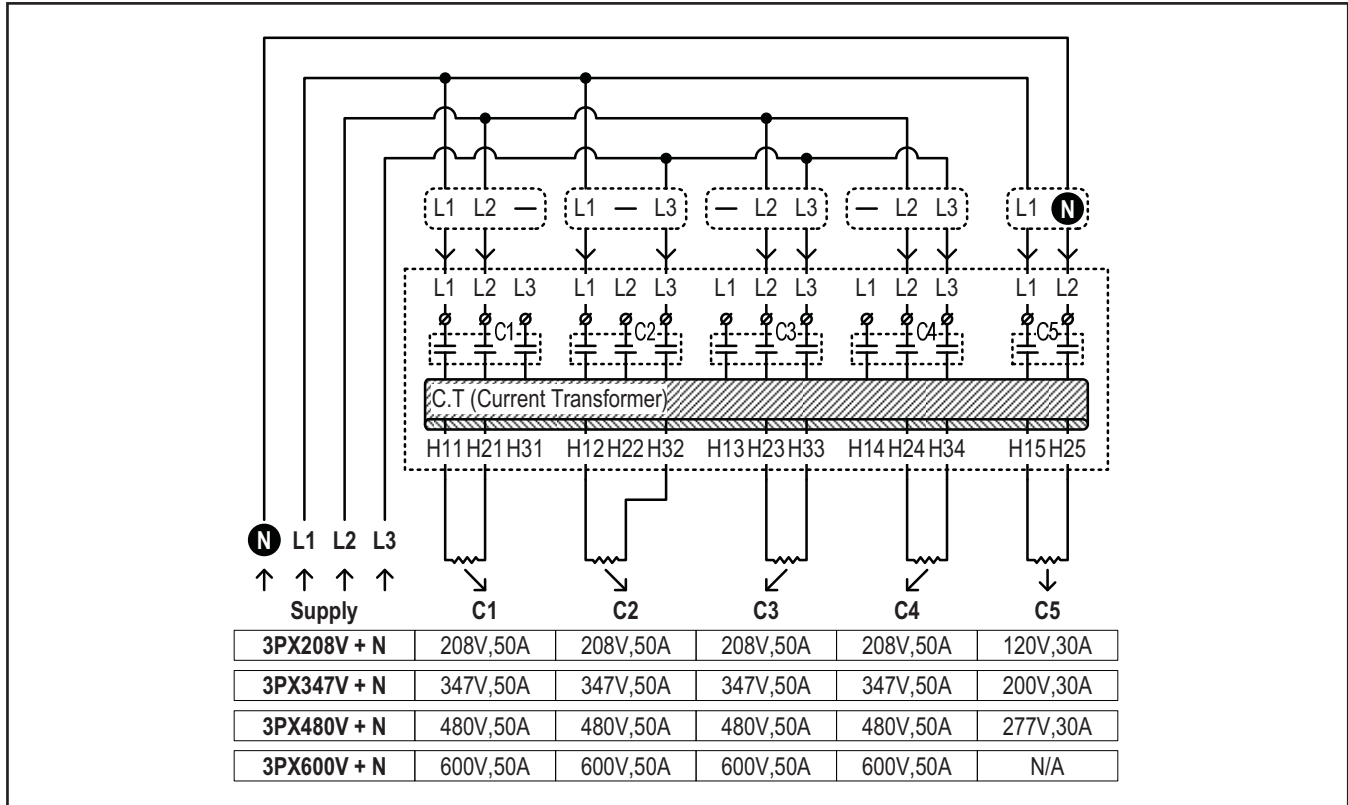 L1 L2 — L1 — L3 — L2 L3 — L2 L3 L1 N
L1 L2 L3 L1 L2 L3 L1 L2 L3 L1 L2 L3 L1 L2
C1 C2 C3 C4 C5
C.T (Current Transformer)
H11 H21 H31 H12 H22 H32 H13 H23 H33 H14 H24 H34 H15 H25
N L1 L2 L3
Supply C1 C2 C3 C4 C5
3PX208V + N 208V,50A 208V,50A 208V,50A 208V,50A 120V,30A
3PX347V + N 347V,50A 347V,50A 347V,50A 347V,50A 200V,30A
3PX480V + N 480V,50A 480V,50A 480V,50A 480V,50A 277V,30A
3PX600V + N 600V,50A 600V,50A 600V,50A 600V,50A N/A